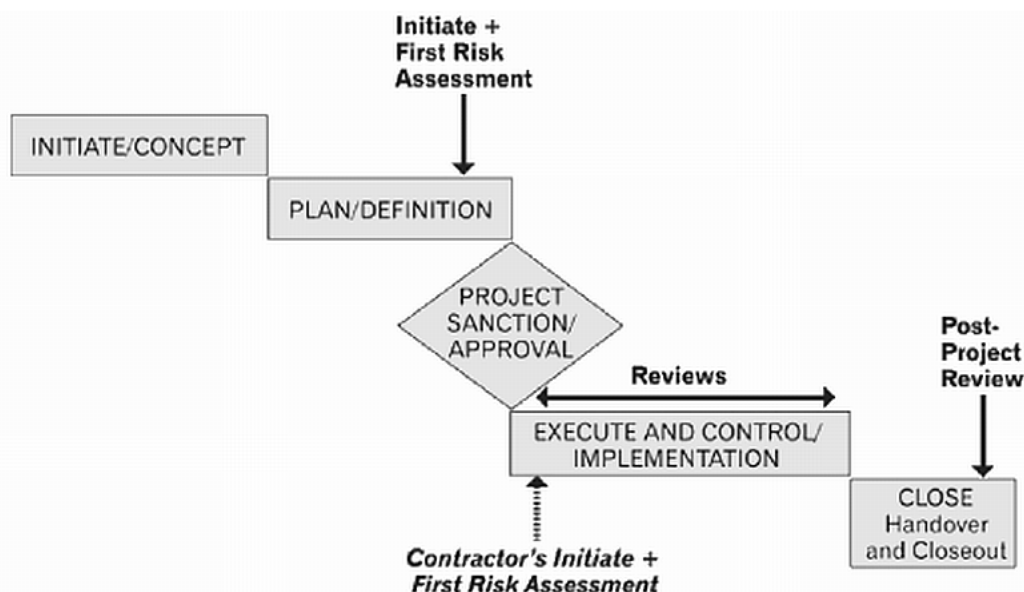 Initiate +
First Risk
Assessment
INITIATE/CONCEPT
PLAN/DEFINITION
PROJECT
SANCTION/
APPROVAL
Post-
Project
Review
Reviews
EXECUTE AND CONTROL/
IMPLEMENTATION
CLOSE
Handover
and Closeout
Contractor's Initiate +
First Risk Assessment